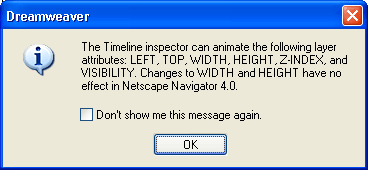 Dreamweaver
The Timeline inspector can animate the following layer
attributes: LEFT, TOP, WIDTH, HEIGHT, Z-INDEX, and
VISIBILITY. Changes to WIDTH and HEIGHT have no
effect in Netscape Navigator 4.0.
Don't show me this message again.
OK